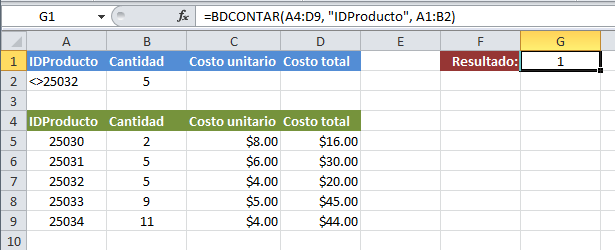 G1 fx =BDCONTAR(A4:D9, "IDProducto", A1:B2)
A B C D E F G
1 IDProducto Cantidad Costo unitario Costo total Resultado: 1
2 <>25032 5
3
4 IDProducto Cantidad Costo unitario Costo total
5 25030 2 $8.00 $16.00
6 25031 5 $6.00 $30.00
7 25032 5 $4.00 $20.00
8 25033 9 $5.00 $45.00
9 25034 11 $4.00 $44.00
10